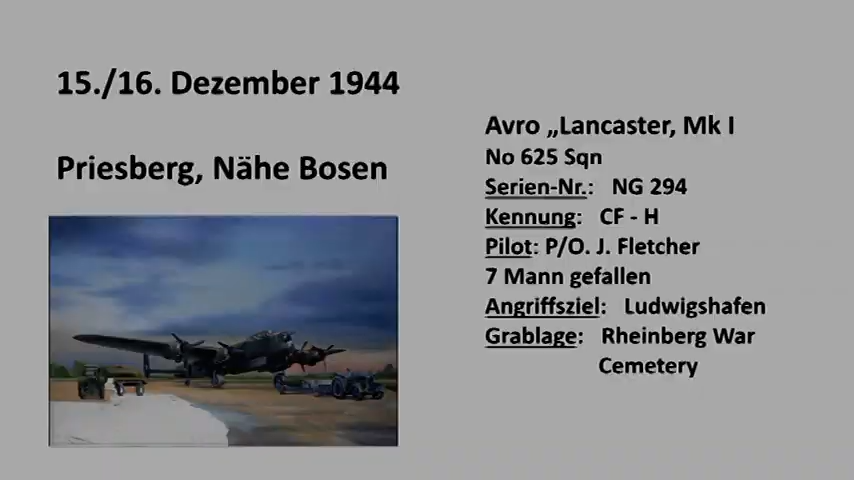 15./16. Dezember 1944
Priesberg, Nähe Bosen
Avro „Lancaster, Mk I
No 625 Sqn
Serien-Nr.: NG 294
Kennung: CF - H
Pilot: P/O. J. Fletcher
7 Mann gefallen
Angriffsziel: Ludwigshafen
Grablage: Rheinberg War
Cemetery